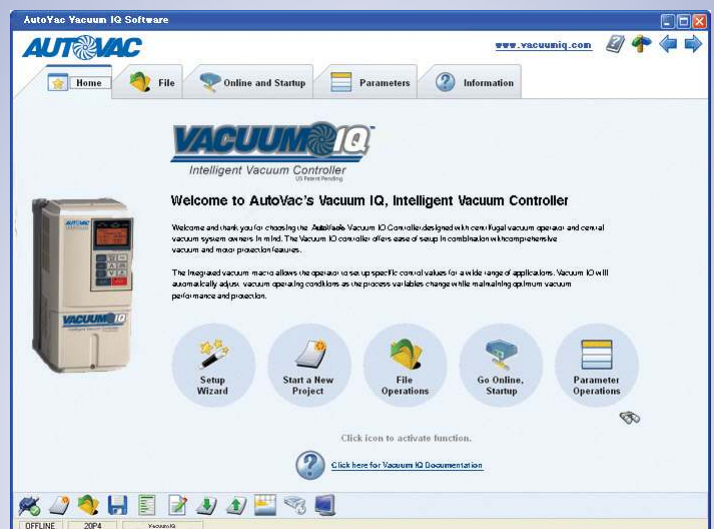 AutoVac Vacuum IQ Software
AUTOVAC
www.vacuumiq.com
Home
File
Online and Startup
Parameters
Information
VACUUM IQ
Intelligent Vacuum Controller
US Patent Pending
Welcome to AutoVac's Vacuum IQ, Intelligent Vacuum Controller
Welcome and thank you for choosing the AutoVac's Vacuum IQ Controller, designed with centrifugal vacuum operator and central
vacuum system owners in mind. The Vacuum IQ controller offers ease of setup in combination with comprehensive
vacuum and motor protection features.
The integrated vacuum macro allows the operator to set up specific control values for a wide range of applications. Vacuum IQ will
automatically adjust vacuum operating conditions as the process variables change while maintaining optimum vacuum
performance and protection.
AUTOVAC
VACUUM IQ
Setup
Wizard
Start a New
Project
File
Operations
Go Online,
Startup
Parameter
Operations
Click icon to activate function.
Click here for Vacuum IQ Documentation
OFFLINE
20P4
Vacuum IQ